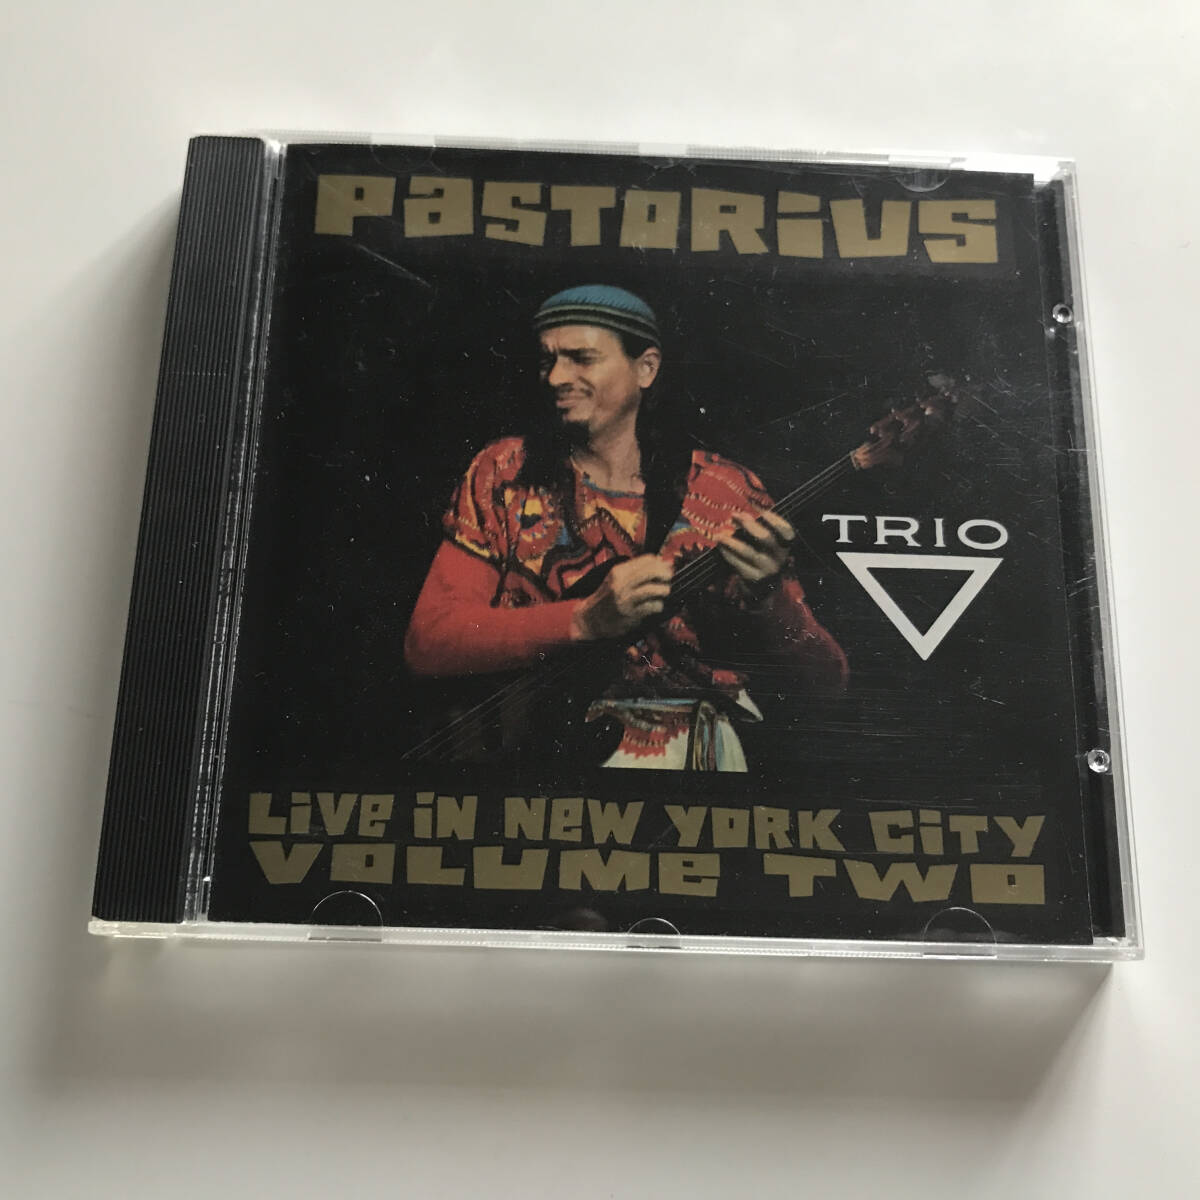 PaSTORiUS
TRIO
Live iN New YORK CiTY
VOLUMe TWO